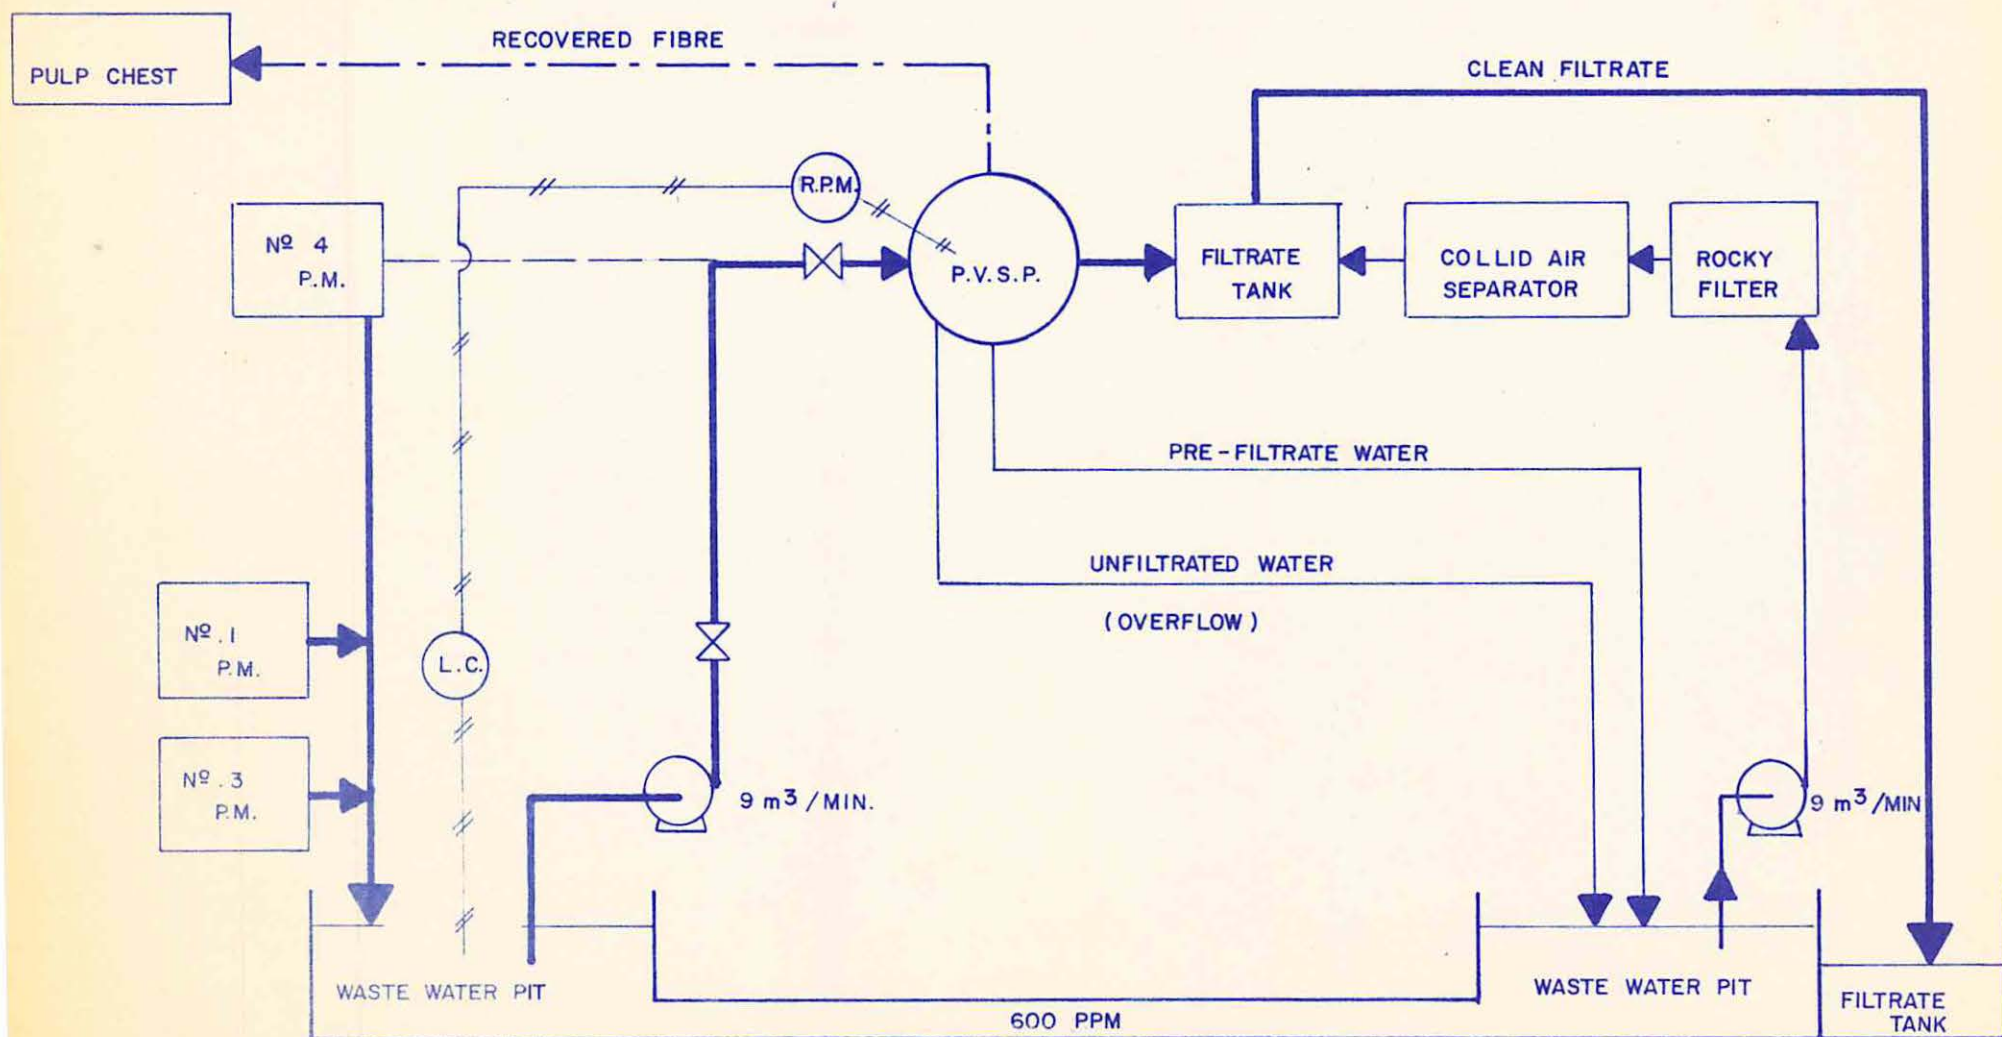 RECOVERED FIBRE
PULP CHEST
CLEAN FILTRATE
R.P.M.
Nº 4
P.M.
P.V.S.P.
FILTRATE
TANK
COLLID AIR
SEPARATOR
ROCKY
FILTER
PRE-FILTRATE WATER
UNFILTRATED WATER
(OVERFLOW)
Nº.1
P.M.
L.C.
Nº.3
P.M.
9 m³/MIN.
9 m³/MIN
WASTE WATER PIT
600 PPM
WASTE WATER PIT
FILTRATE
TANK